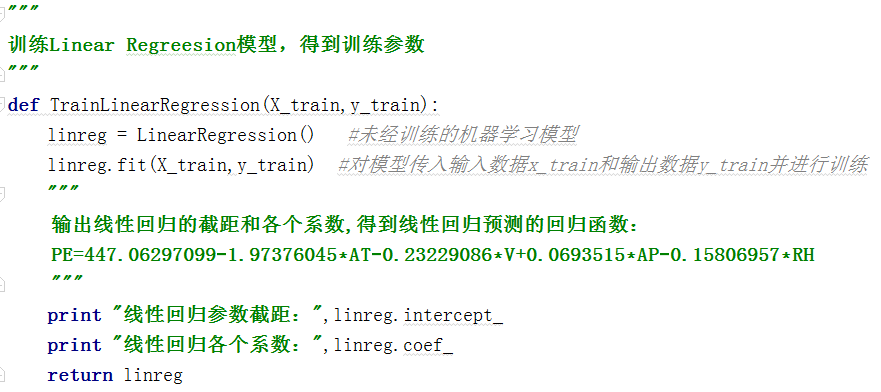 """
训练Linear Regreesion模型，得到训练参数
"""
def TrainLinearRegression(X_train,y_train):
    linreg = LinearRegression()   #未经训练的机器学习模型
    linreg.fit(X_train,y_train)  #对模型传入输入数据x_train和输出数据y_train并进行训练
    """
    输出线性回归的截距和各个系数,得到线性回归预测的回归函数：
    PE=447.06297099-1.97376045*AT-0.23229086*V+0.0693515*AP-0.15806967*RH
    """
    print "线性回归参数截距：",linreg.intercept_
    print "线性回归各个系数：",linreg.coef_
    return linreg